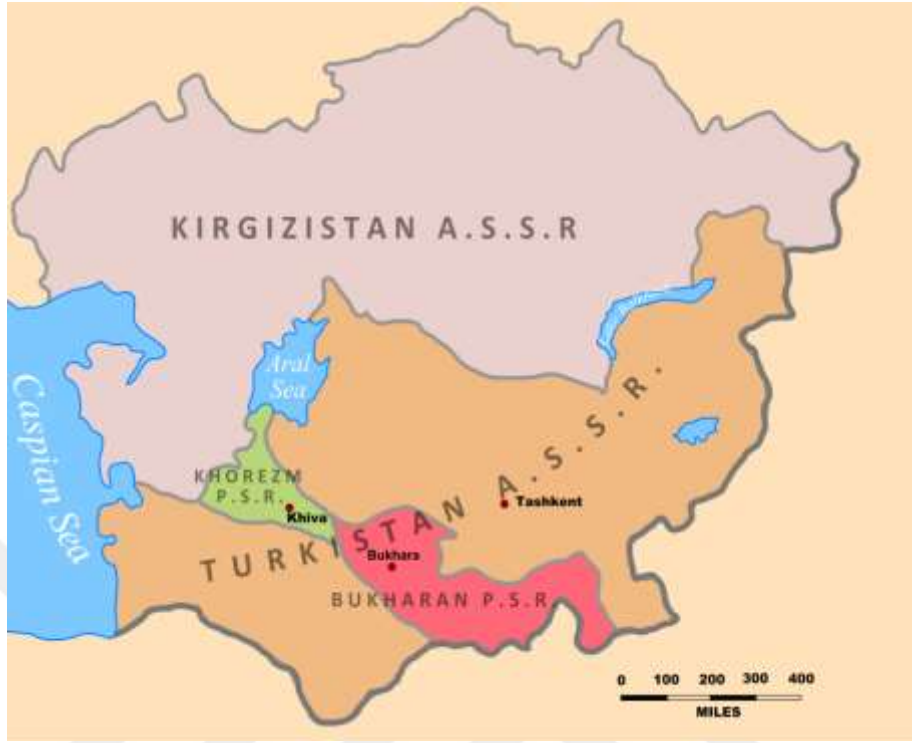 KIRGIZISTAN A.S.S.R
Aral
Sea
Caspian Sea
KHOREZM
P.S.R.
Khiva
TURKISTAN A.S.S.R.
Tashkent
Bukhara
BUKHARAN P.S.R.
0 100 200 300 400
MILES